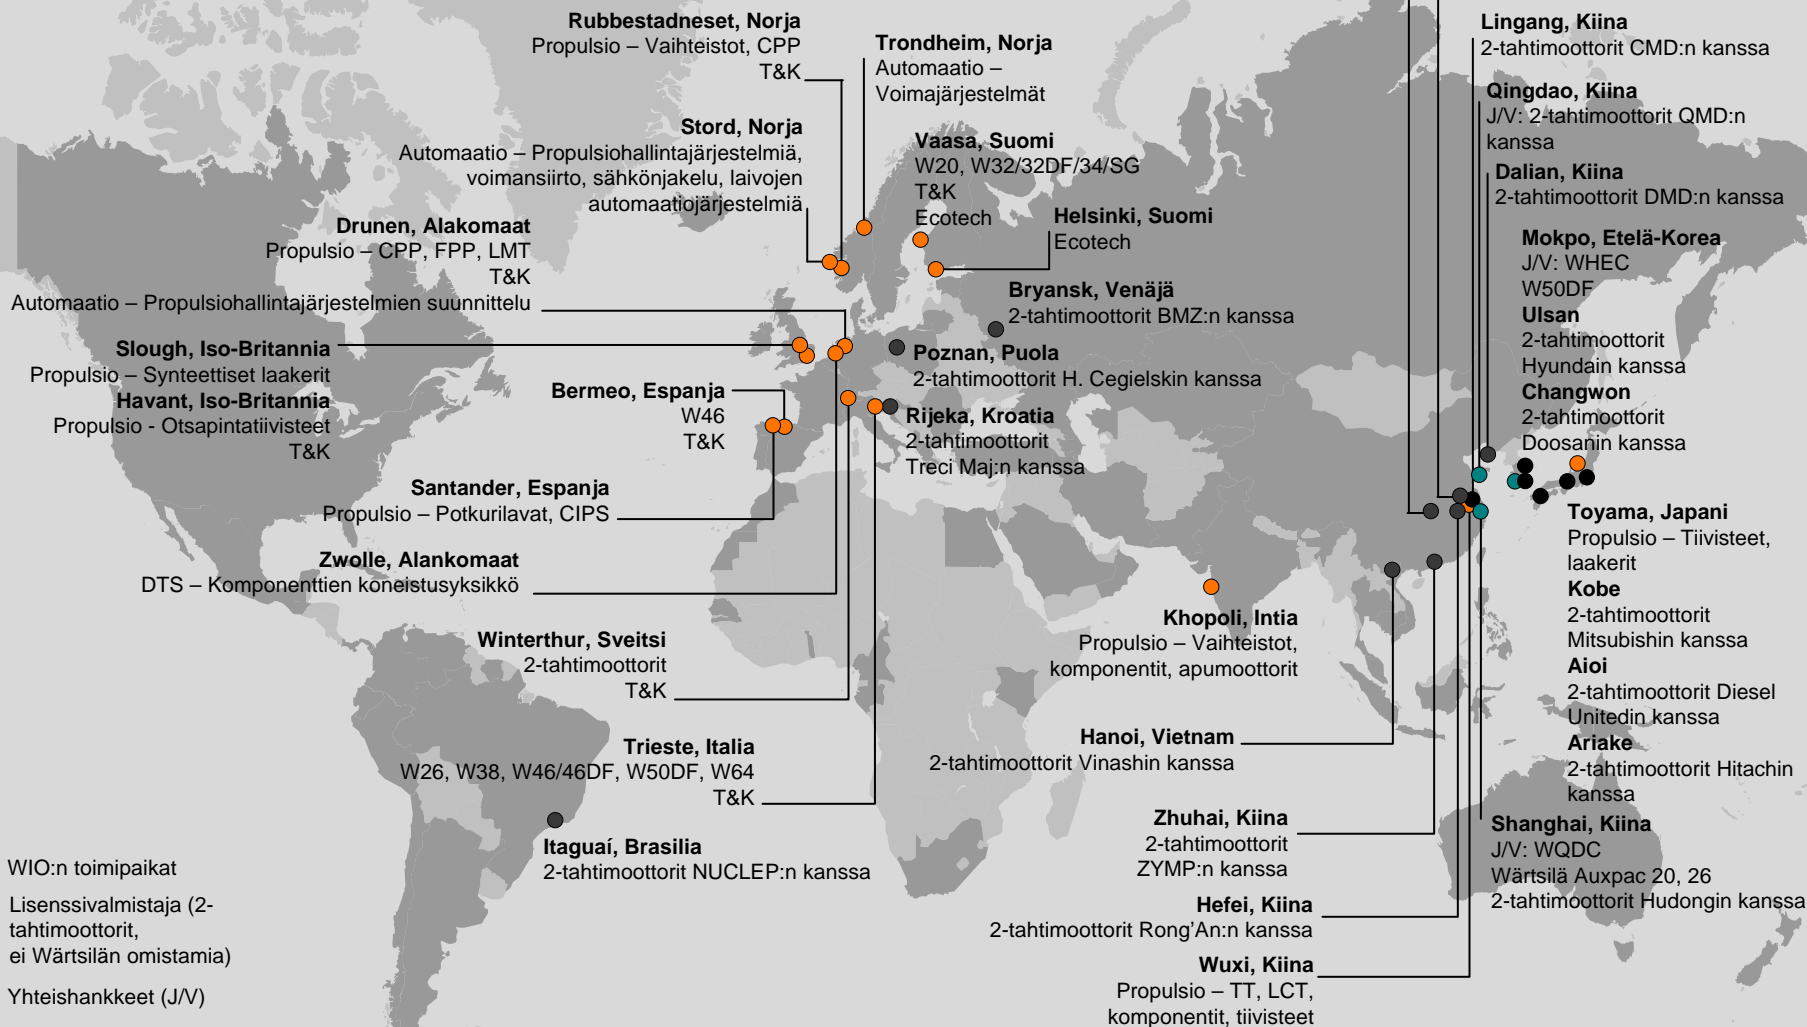 Rubbestadneset, Norja
Propulsio – Vaihteistot, CPP
T&K
Trondheim, Norja
Automaatio –
Voimajärjestelmät
Stord, Norja
Automaatio – Propulsiohallintajärjestelmiä,
voimansiirto, sähkönjakelu, laivojen
automaatiojärjestelmiä
Vaasa, Suomi
W20, W32/32DF/34/SG
T&K
Ecotech
Helsinki, Suomi
Ecotech
Drunen, Alakomaat
Propulsio – CPP, FPP, LMT
T&K
Automaatio – Propulsiohallintajärjestelmien suunnittelu
Bryansk, Venäjä
2-tahtimoottorit BMZ:n kanssa
Slough, Iso-Britannia
Propulsio – Synteettiset laakerit
Havant, Iso-Britannia
Propulsio - Otsapintatiivisteet
T&K
Poznan, Puola
2-tahtimoottorit H. Cegielskin kanssa
Bermeo, Espanja
W46
T&K
Rijeka, Kroatia
2-tahtimoottorit
Treci Maj:n kanssa
Santander, Espanja
Propulsio – Potkurilavat, CIPS
Zwolle, Alankomaat
DTS – Komponenttien koneistusyksikkö
Winterthur, Sveitsi
2-tahtimoottorit
T&K
Trieste, Italia
W26, W38, W46/46DF, W50DF, W64
T&K
Itaguaí, Brasilia
2-tahtimoottorit NUCLEP:n kanssa
WIO:n toimipaikat
Lisenssivalmistaja (2-
tahtimoottorit,
ei Wärtsilän omistamia)
Yhteishankkeet (J/V)
Lingang, Kiina
2-tahtimoottorit CMD:n kanssa
Qingdao, Kiina
J/V: 2-tahtimoottorit QMD:n
kanssa
Dalian, Kiina
2-tahtimoottorit DMD:n kanssa
Mokpo, Etelä-Korea
J/V: WHEC
W50DF
Ulsan
2-tahtimoottorit
Hyundain kanssa
Changwon
2-tahtimoottorit
Doosanin kanssa
Toyama, Japani
Propulsio – Tiivisteet,
laakerit
Kobe
2-tahtimoottorit
Mitsubishin kanssa
Aioi
2-tahtimoottorit Diesel
Unitedin kanssa
Ariake
2-tahtimoottorit Hitachin
kanssa
Khopoli, Intia
Propulsio – Vaihteistot,
komponentit, apumoottorit
Hanoi, Vietnam
2-tahtimoottorit Vinashin kanssa
Zhuhai, Kiina
2-tahtimoottorit
ZYMP:n kanssa
Shanghai, Kiina
J/V: WQDC
Wärtsilä Auxpac 20, 26
2-tahtimoottorit Hudongin kanssa
Hefei, Kiina
2-tahtimoottorit Rong’An:n kanssa
Wuxi, Kiina
Propulsio – TT, LCT,
komponentit, tiivisteet